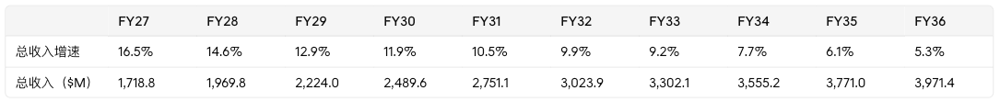 FY27 FY28 FY29 FY30 FY31 FY32 FY33 FY34 FY35 FY36
总收入增速 16.5% 14.6% 12.9% 11.9% 10.5% 9.9% 9.2% 7.7% 6.1% 5.3%
总收入（$M） 1,718.8 1,969.8 2,224.0 2,489.6 2,751.1 3,023.9 3,302.1 3,555.2 3,771.0 3,971.4